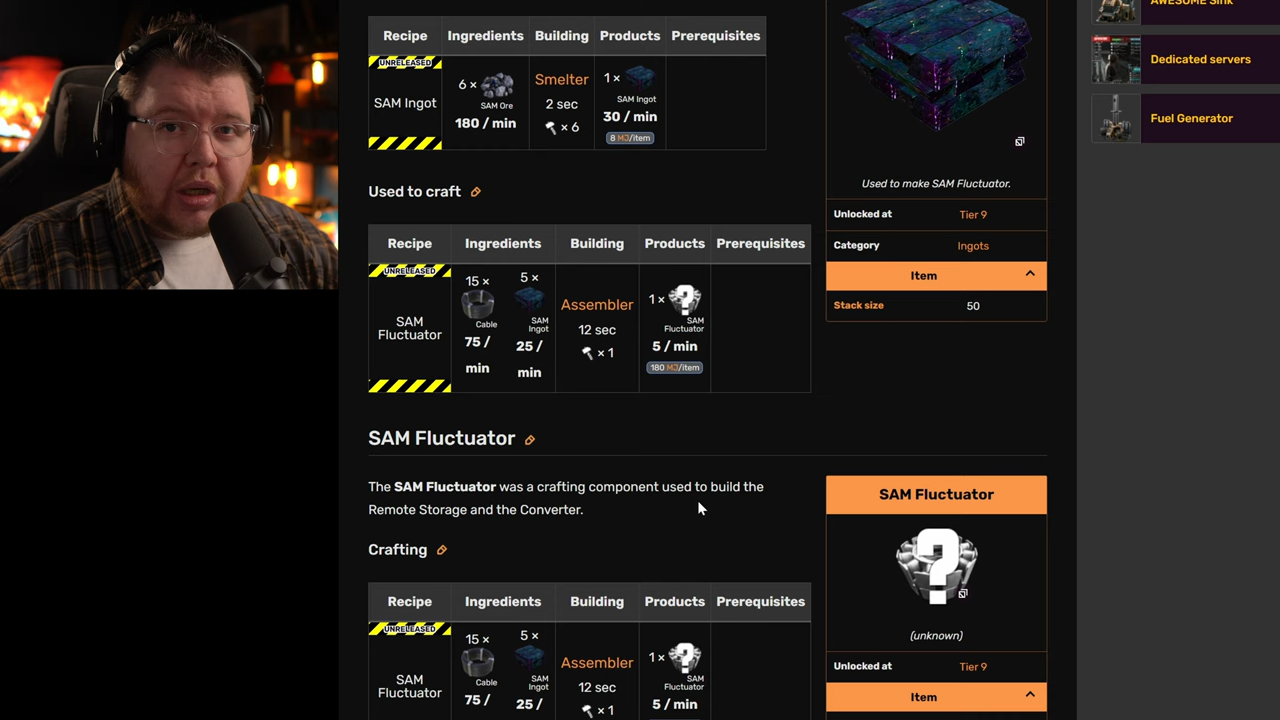 Recipe Ingredients Building Products Prerequisites
UNRELEASED
SAM Ingot
6 ×
SAM Ore
180 / min
Smelter
2 sec
× 6
1 ×
SAM Ingot
30 / min
8 MJ/item
Used to craft
Recipe Ingredients Building Products Prerequisites
UNRELEASED
SAM
Fluctuator
15 ×
Cable
75 /
min
5 ×
SAM
Ingot
25 /
min
Assembler
12 sec
× 1
1 ×
?
SAM
Fluctuator
5 / min
180 MJ/item
SAM Fluctuator
The SAM Fluctuator was a crafting component used to build the
Remote Storage and the Converter.
Crafting
Recipe Ingredients Building Products Prerequisites
UNRELEASED
SAM
Fluctuator
15 ×
Cable
75 /
5 ×
SAM
Ingot
25 /
Assembler
12 sec
× 1
1 ×
?
SAM
Fluctuator
5 / min
Used to make SAM Fluctuator.
Unlocked at Tier 9
Category Ingots
Item
Stack size 50
SAM Fluctuator
?
(unknown)
Unlocked at Tier 9
Item
AWESOME Sink
Dedicated servers
Fuel Generator